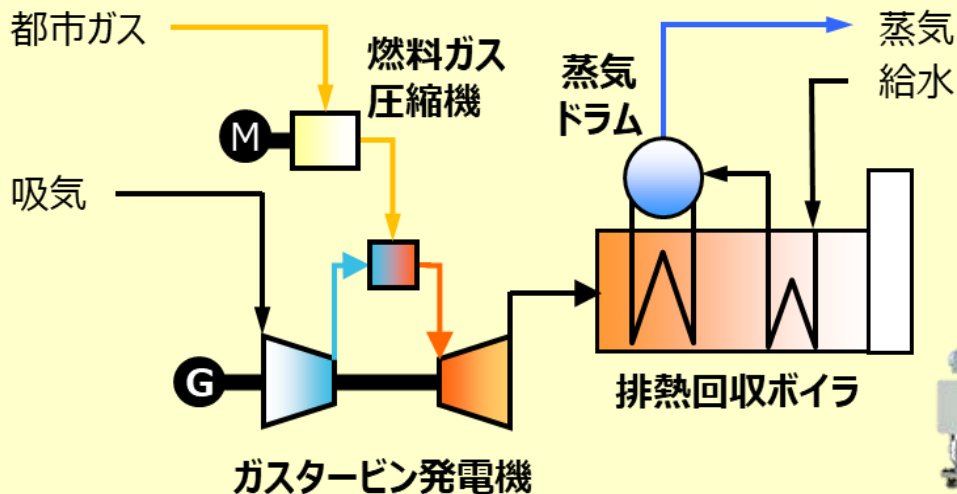 都市ガス
燃料ガス
圧縮機
M
吸気
蒸気
ドラム
蒸気
給水
G
排熱回収ボイラ
ガスタービン発電機